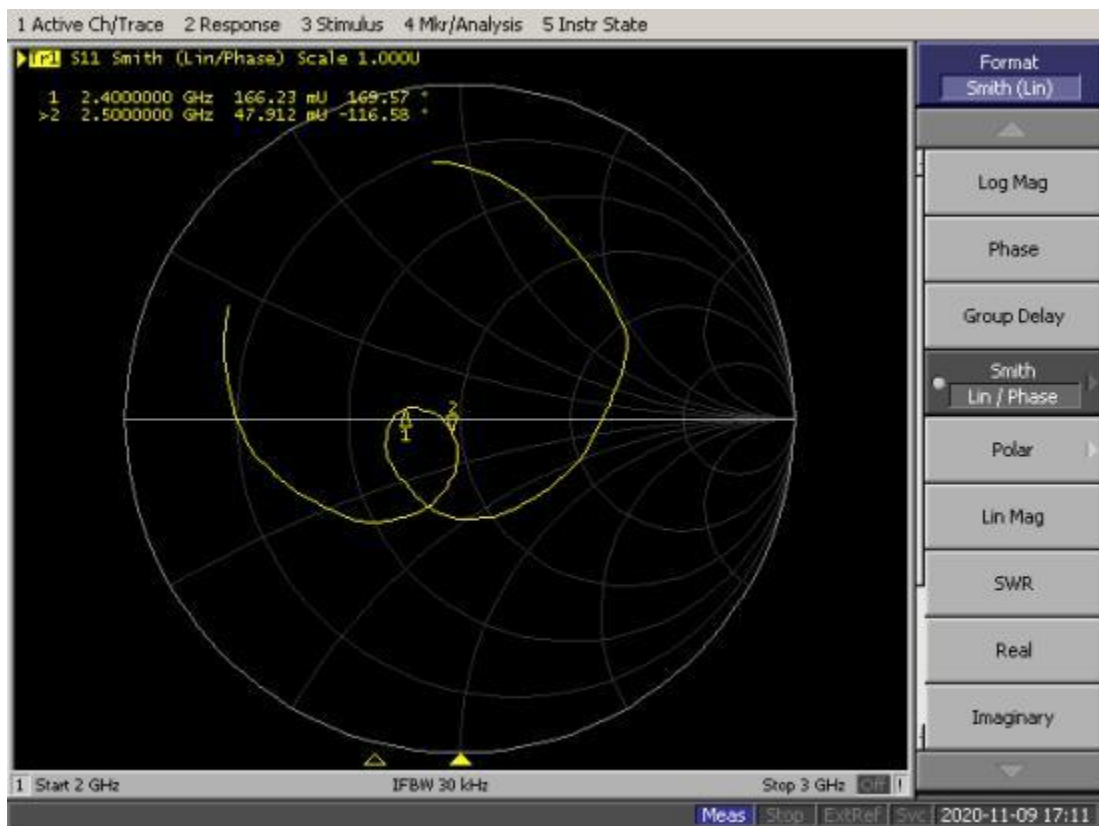 1 Active Ch/Trace 2 Response 3 Stimulus 4 Mkr/Analysis 5 Instr State
Tr1 S11 Smith (Lin/Phase) Scale 1.000U
1 2.4000000 GHz 166.23 mU 169.57 °
>2 2.5000000 GHz 47.912 mU -116.58 °
2
1
Format
Smith (Lin)
Log Mag
Phase
Group Delay
Smith
Lin / Phase
Polar
Lin Mag
SWR
Real
Imaginary
1 Start 2 GHz IFBW 30 kHz Stop 3 GHz Off !
Meas Stop ExtRef Svc 2020-11-09 17:11